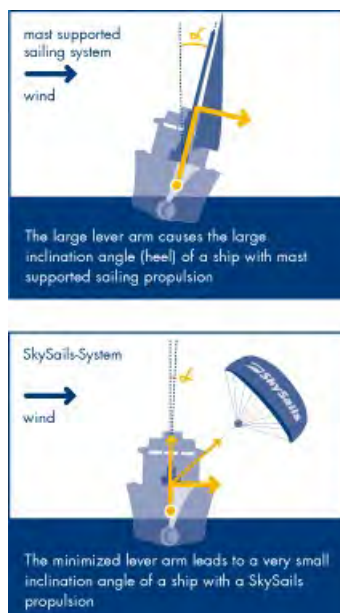 mast supported
sailing system
wind
α
The large lever arm causes the large
inclination angle (heel) of a ship with mast
supported sailing propulsion
SkySails-System
α
wind
SkySails
The minimized lever arm leads to a very small
inclination angle of a ship with a SkySails
propulsion